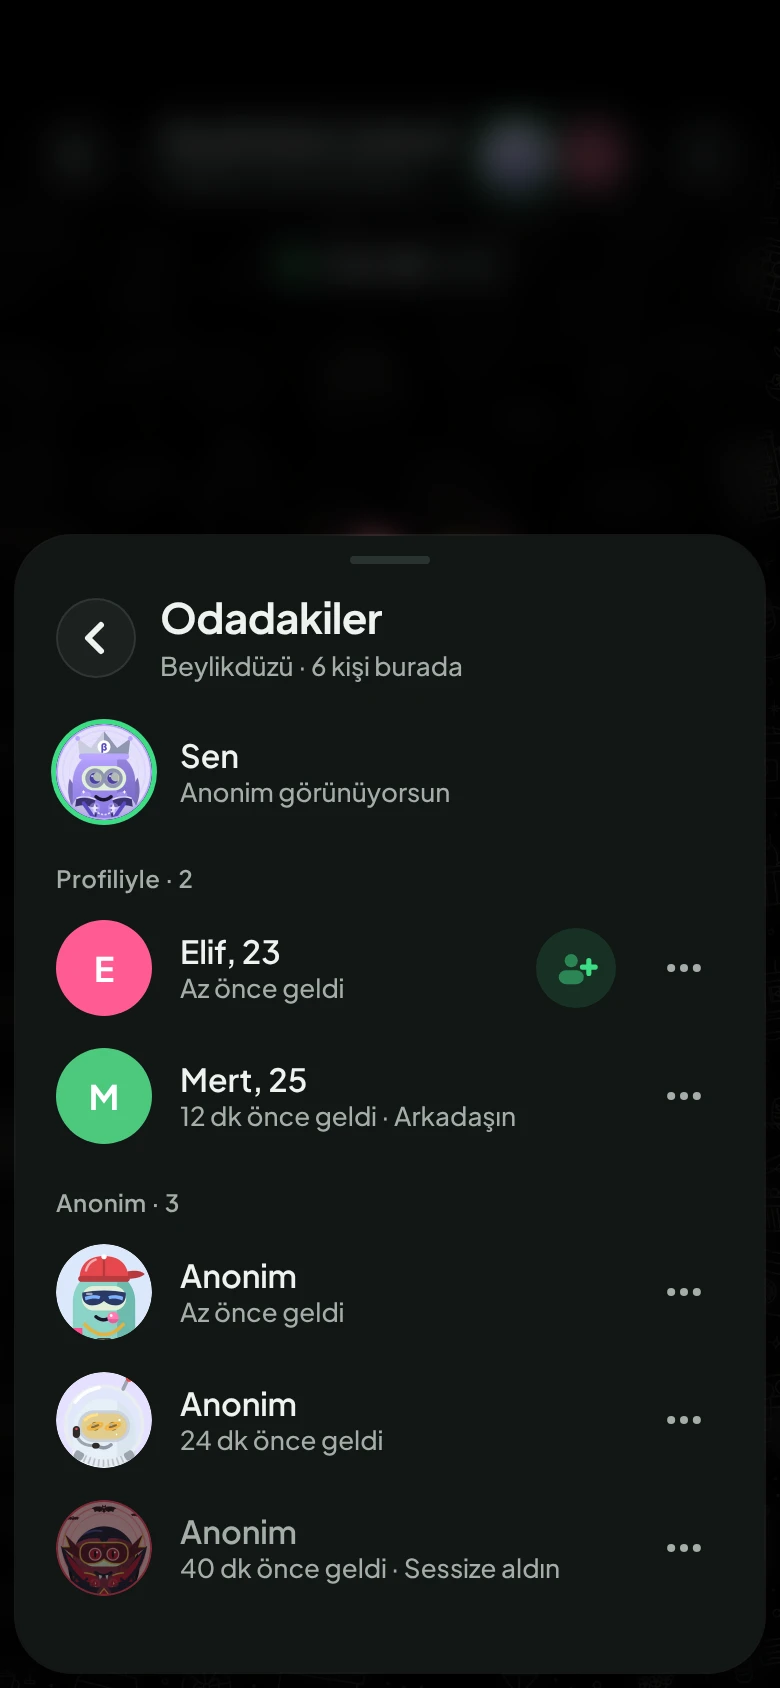 Odadakiler
Beylikdüzü · 6 kişi burada
β
Sen
Anonim görünüyorsun
Profiliyle · 2
E
Elif, 23
Az önce geldi
M
Mert, 25
12 dk önce geldi · Arkadaşın
Anonim · 3
Anonim
Az önce geldi
Anonim
24 dk önce geldi
Anonim
40 dk önce geldi · Sessize aldın